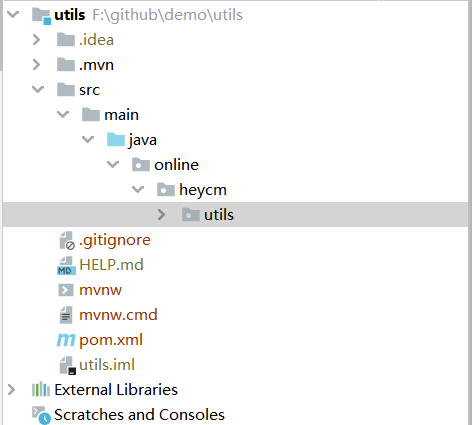 utils F:\github\demo\utils
.idea
.mvn
src
main
java
online
heycm
utils
.gitignore
MD HELP.md
mvnw
mvnw.cmd
m pom.xml
utils.iml
External Libraries
Scratches and Consoles